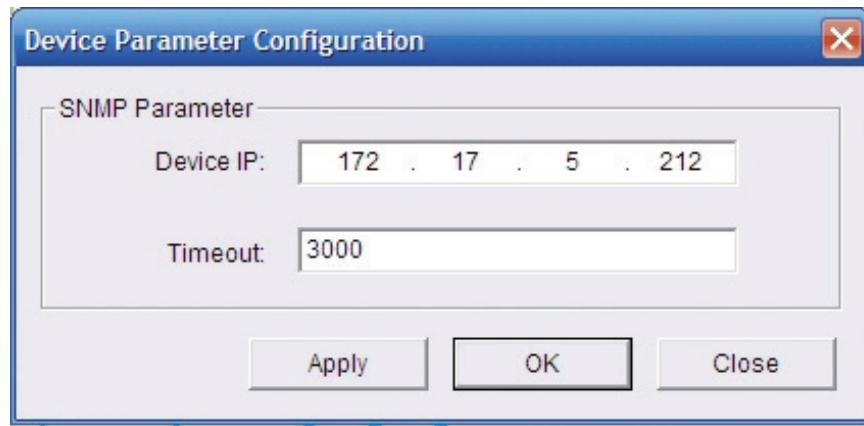 Device Parameter Configuration
SNMP Parameter
Device IP: 172 . 17 . 5 . 212
Timeout: 3000
Apply OK Close